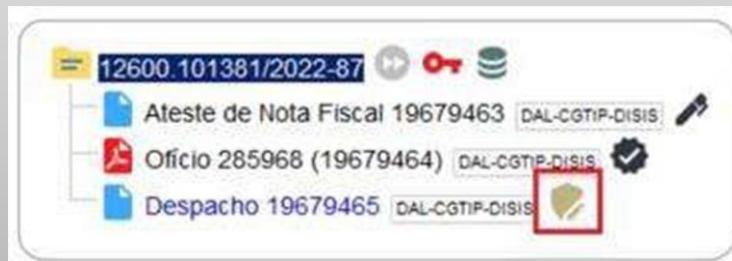 12600.101381/2022-87
Ateste de Nota Fiscal 19679463 DAL-CGTIP-DISIS
Ofício 285968 (19679464) DAL-CGTIP-DISIS
Despacho 19679465 DAL-CGTIP-DISIS